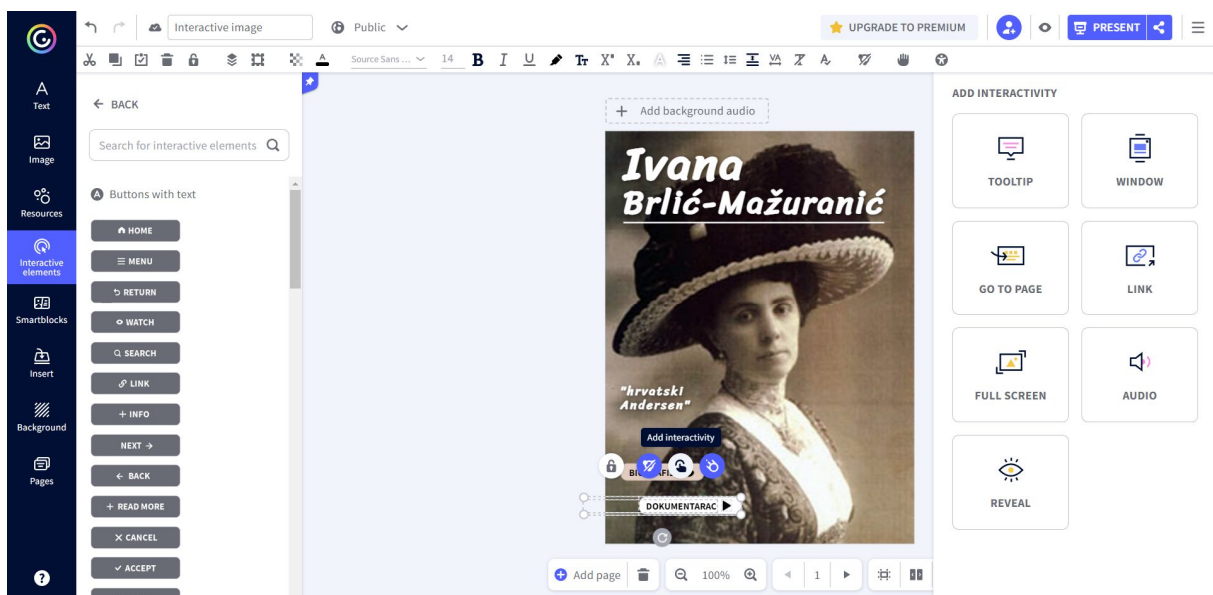 Interactive image
Public
UPGRADE TO PREMIUM
PRESENT
Source Sans ...
14
B I U Tr X X A
Text
Image
Resources
Interactive
elements
Smartblocks
Insert
Background
Pages
?
BACK
Search for interactive elements
A Buttons with text
HOME
MENU
RETURN
WATCH
SEARCH
LINK
+ INFO
NEXT →
← BACK
+ READ MORE
CANCEL
ACCEPT
+ Add background audio
Ivana
Brlić-Mažuranić
"hrvatski
Andersen"
Add interactivity
DOKUMENTARAC
Add page
100%
1
ADD INTERACTIVITY
TOOLTIP
WINDOW
GO TO PAGE
LINK
FULL SCREEN
AUDIO
REVEAL